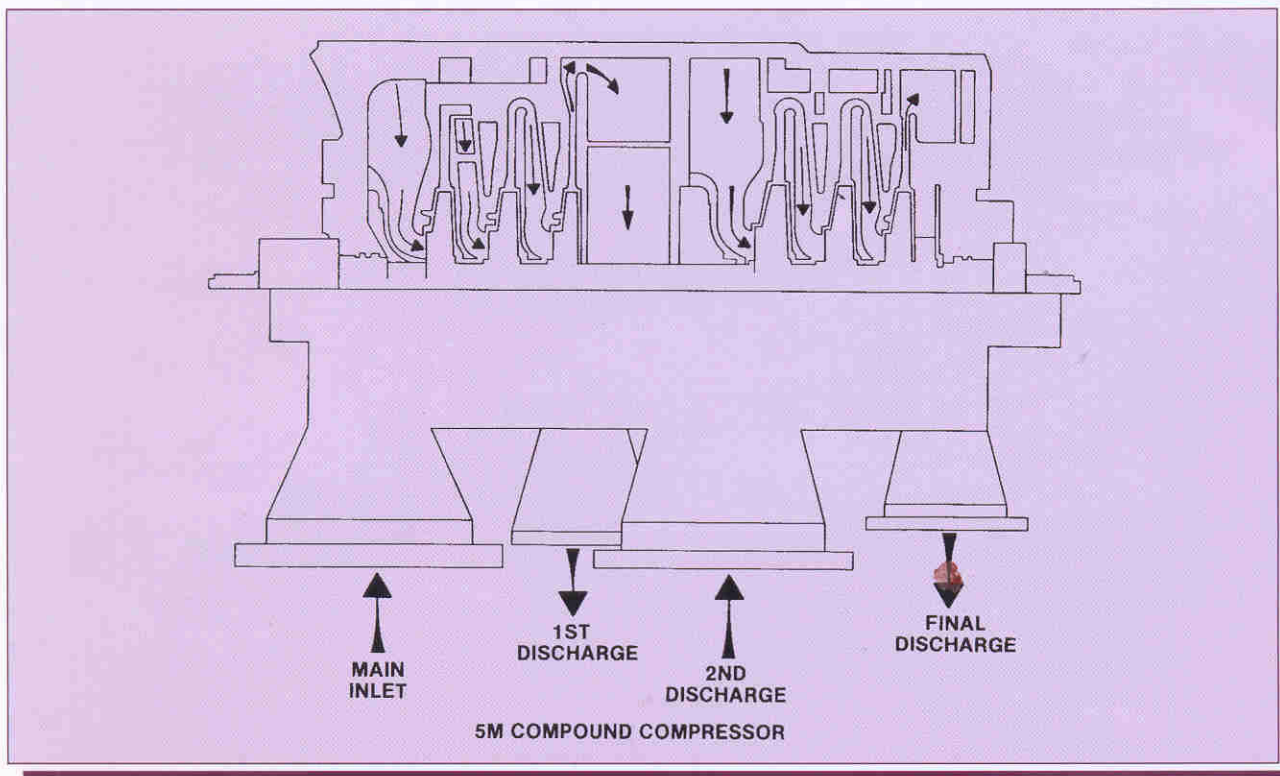 MAIN
INLET
1ST
DISCHARGE
2ND
DISCHARGE
FINAL
DISCHARGE
5M COMPOUND COMPRESSOR